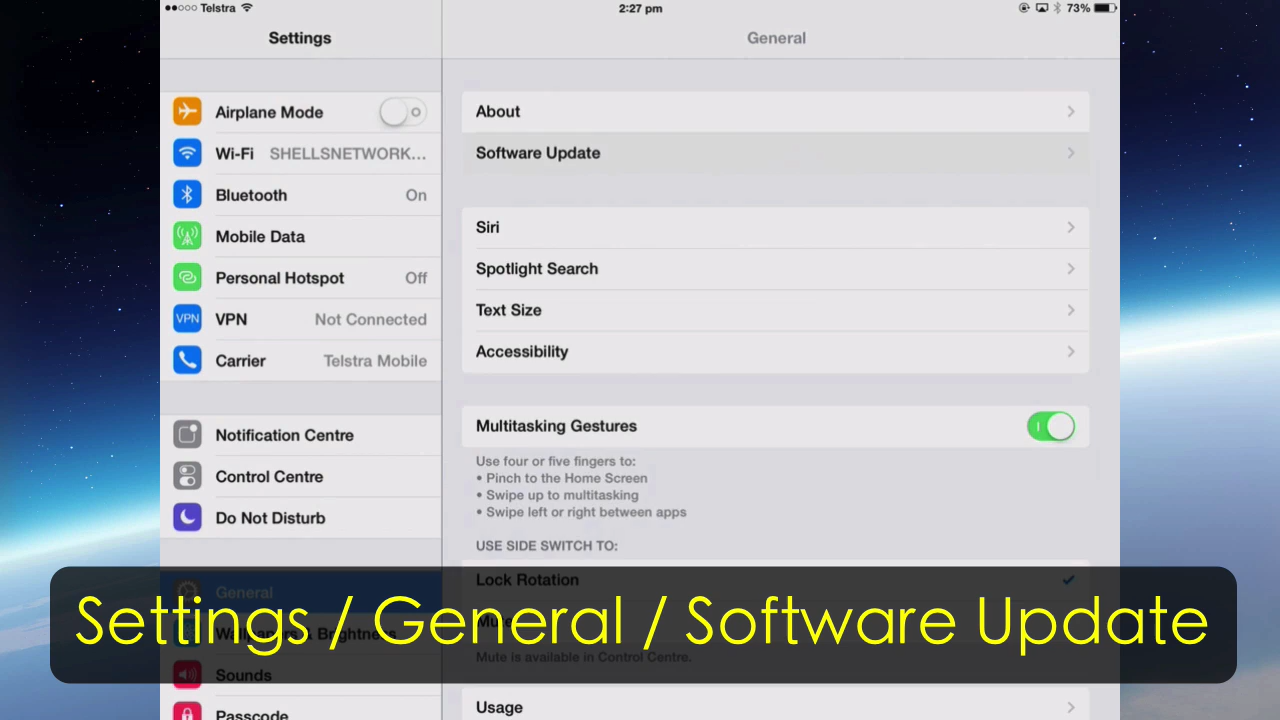 Telstra
2:27 pm
73%
Settings
General
Airplane Mode
Wi-Fi SHELLSNETWORK...
Bluetooth On
Mobile Data
Personal Hotspot Off
VPN VPN Not Connected
Carrier Telstra Mobile
Notification Centre
Control Centre
Do Not Disturb
General
Wallpapers & Brightness
Sounds
Passcode
About
Software Update
Siri
Spotlight Search
Text Size
Accessibility
Multitasking Gestures
Use four or five fingers to:
• Pinch to the Home Screen
• Swipe up to multitasking
• Swipe left or right between apps
USE SIDE SWITCH TO:
Lock Rotation
Mute
Mute is available in Control Centre.
Usage
Settings / General / Software Update